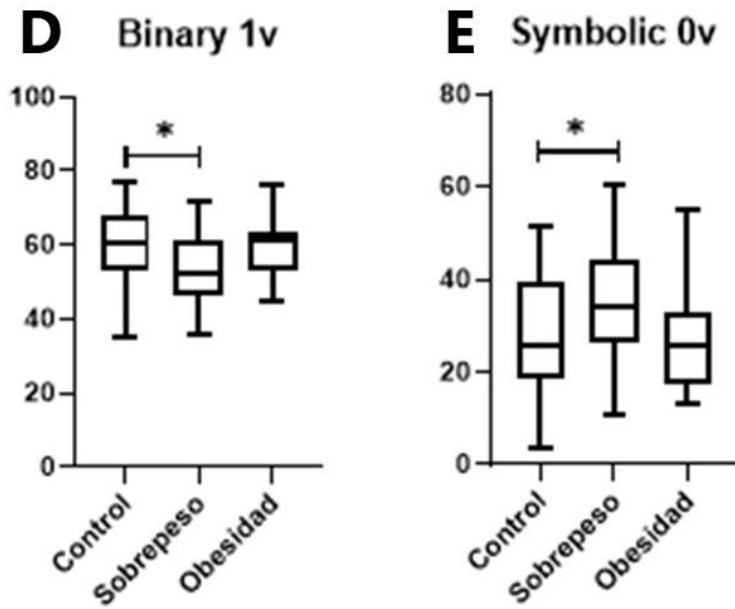 D Binary 1v
100
80
60
40
20
0
*
Control
Sobrepeso
Obesidad
E Symbolic 0v
80
60
40
20
0
*
Control
Sobrepeso
Obesidad